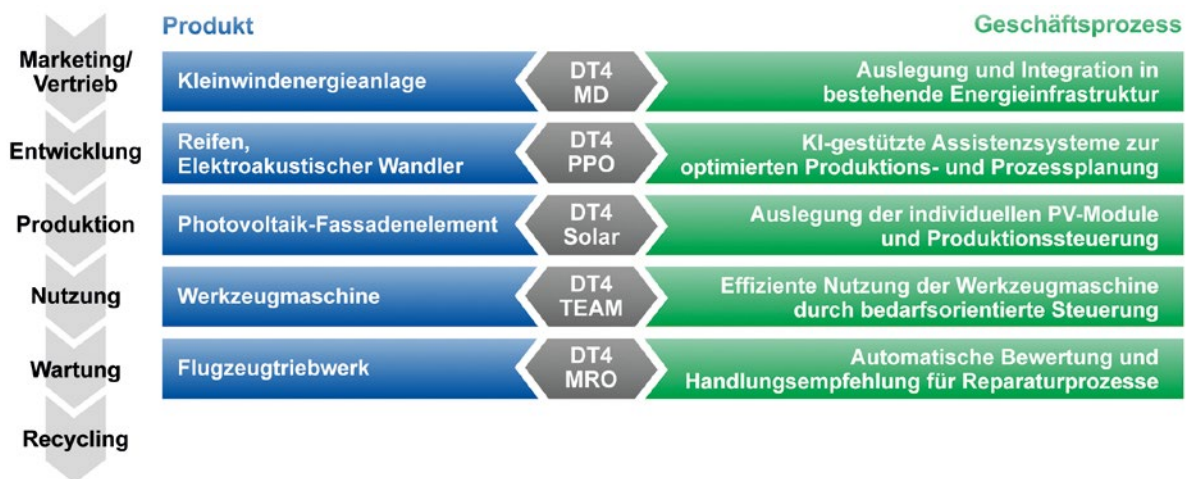 Produkt
Geschäftsprozess
Marketing/
Vertrieb
Kleinwindenergieanlage
DT4
MD
Auslegung und Integration in
bestehende Energieinfrastruktur
Entwicklung
Reifen,
Elektroakustischer Wandler
DT4
PPO
KI-gestützte Assistenzsysteme zur
optimierten Produktions- und Prozessplanung
Produktion
Photovoltaik-Fassadenelement
DT4
Solar
Auslegung der individuellen PV-Module
und Produktionssteuerung
Nutzung
Werkzeugmaschine
DT4
TEAM
Effiziente Nutzung der Werkzeugmaschine
durch bedarfsorientierte Steuerung
Wartung
Flugzeugtriebwerk
DT4
MRO
Automatische Bewertung und
Handlungsempfehlung für Reparaturprozesse
Recycling